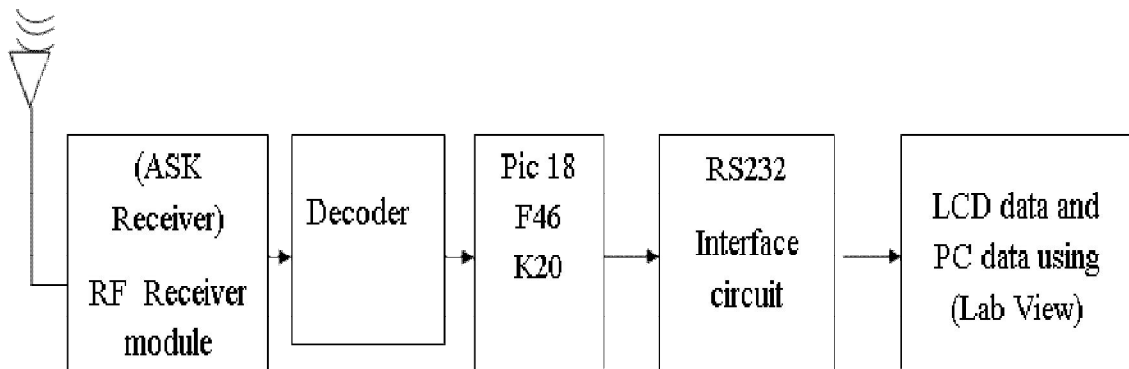 (ASK
Receiver)
RF Receiver
module
Decoder
Pic 18
F46
K20
RS232
Interface
circuit
LCD data and
PC data using
(Lab View)